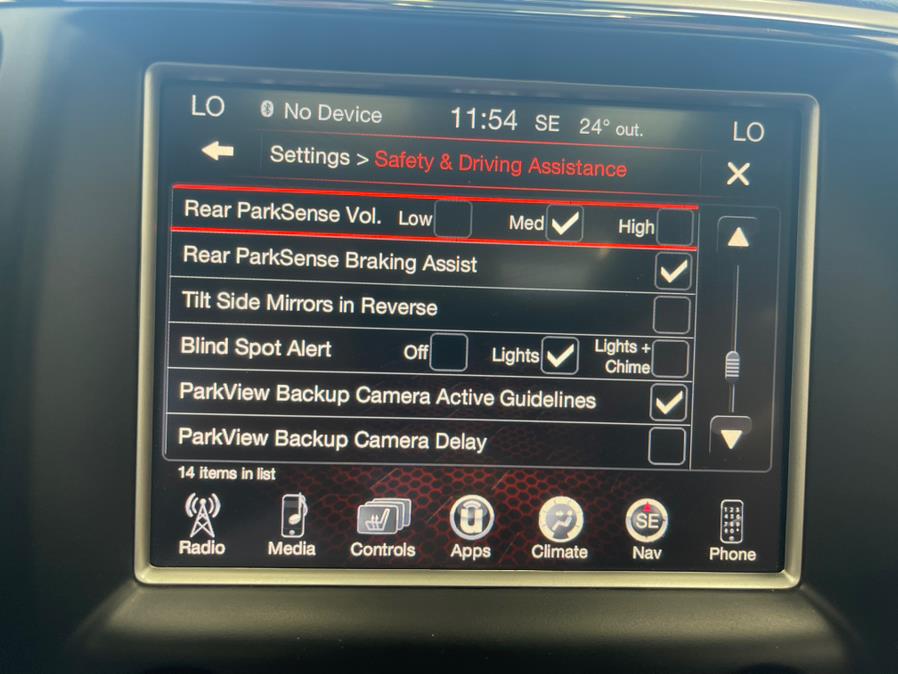 LO No Device 11:54 SE 24° out. LO
Settings > Safety & Driving Assistance
Rear ParkSense Vol. Low Med High
Rear ParkSense Braking Assist
Tilt Side Mirrors in Reverse
Blind Spot Alert Off Lights Lights +
Chime
ParkView Backup Camera Active Guidelines
ParkView Backup Camera Delay
14 items in list
SE
Radio Media Controls Apps Climate Nav Phone